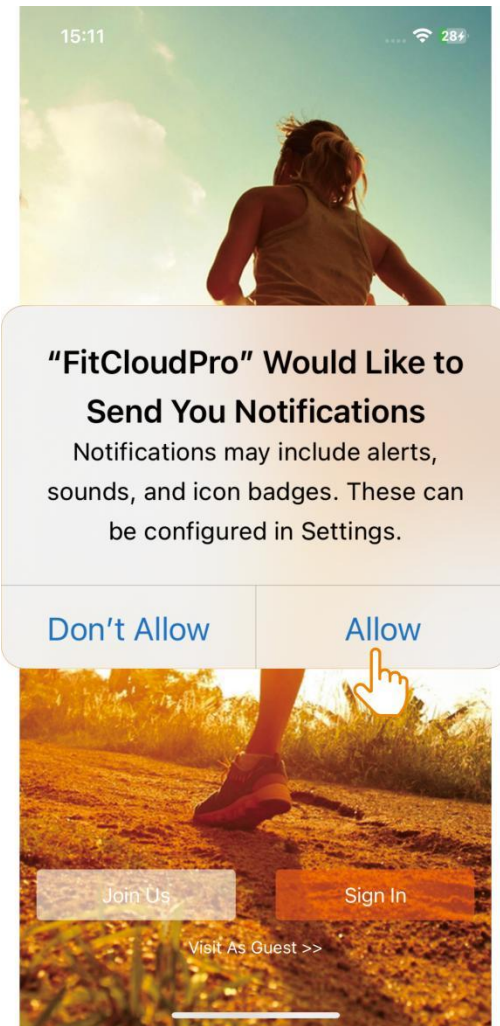 15:11
28
“FitCloudPro” Would Like to
Send You Notifications
Notifications may include alerts,
sounds, and icon badges. These can
be configured in Settings.
Don’t Allow
Allow
Join Us
Sign In
Visit As Guest >>